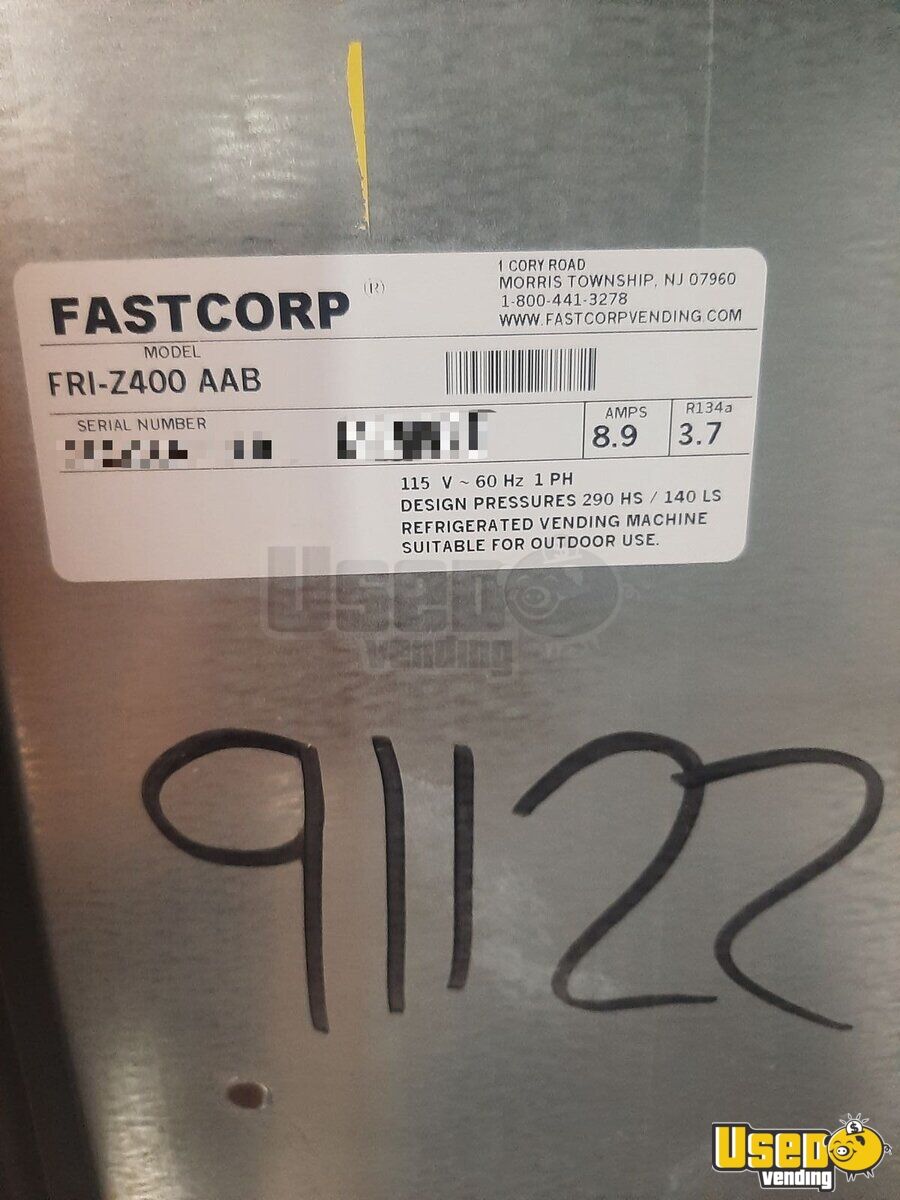 FASTCORP (R)
1 CORY ROAD
MORRIS TOWNSHIP, NJ 07960
1-800-441-3278
WWW.FASTCORPVENDING.COM
MODEL
FRI-Z400 AAB
SERIAL NUMBER
AMPS
8.9
R134a
3.7
115 V ~ 60 Hz 1 PH
DESIGN PRESSURES 290 HS / 140 LS
REFRIGERATED VENDING MACHINE
SUITABLE FOR OUTDOOR USE.
USED
vending
91122
USED
vending